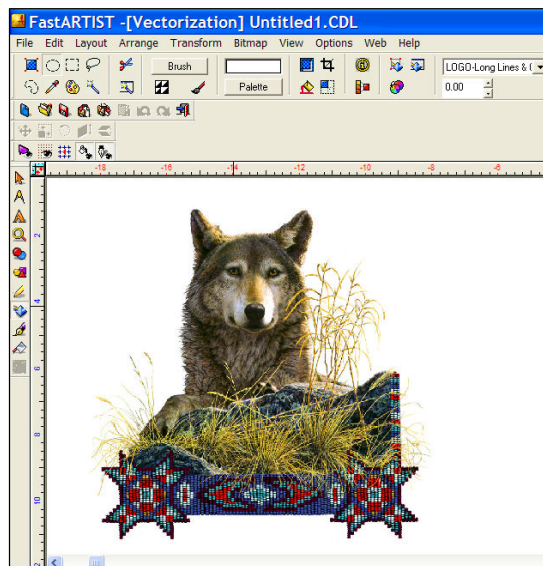 FastARTIST -[Vectorization] Untitled1.CDL
File Edit Layout Arrange Transform Bitmap View Options Web Help
Brush
LOGO-Long Lines & (
Palette
0.00
-18 -16 -14 -12 -10 -8 -6
2
4
6
8
10